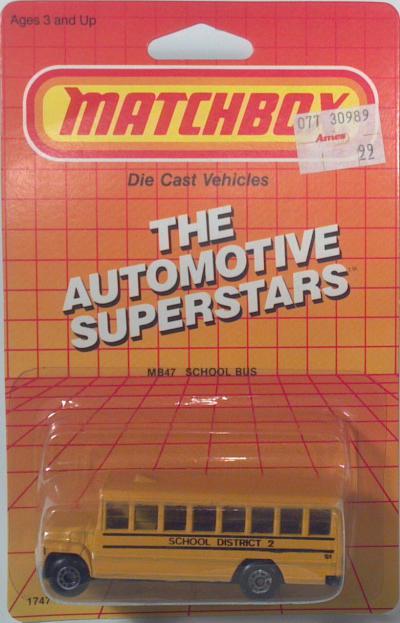 Ages 3 and Up
MATCHBOX
077 30989
Ames
22
Die Cast Vehicles
THE
AUTOMOTIVE
SUPERSTARS™
MB47 SCHOOL BUS
SCHOOL DISTRICT 2
1747